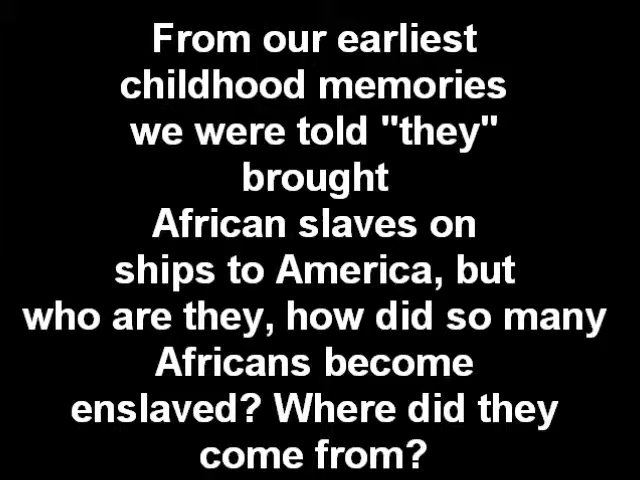 From our earliest
childhood memories
we were told "they"
brought
African slaves on
ships to America, but
who are they, how did so many
Africans become
enslaved? Where did they
come from?